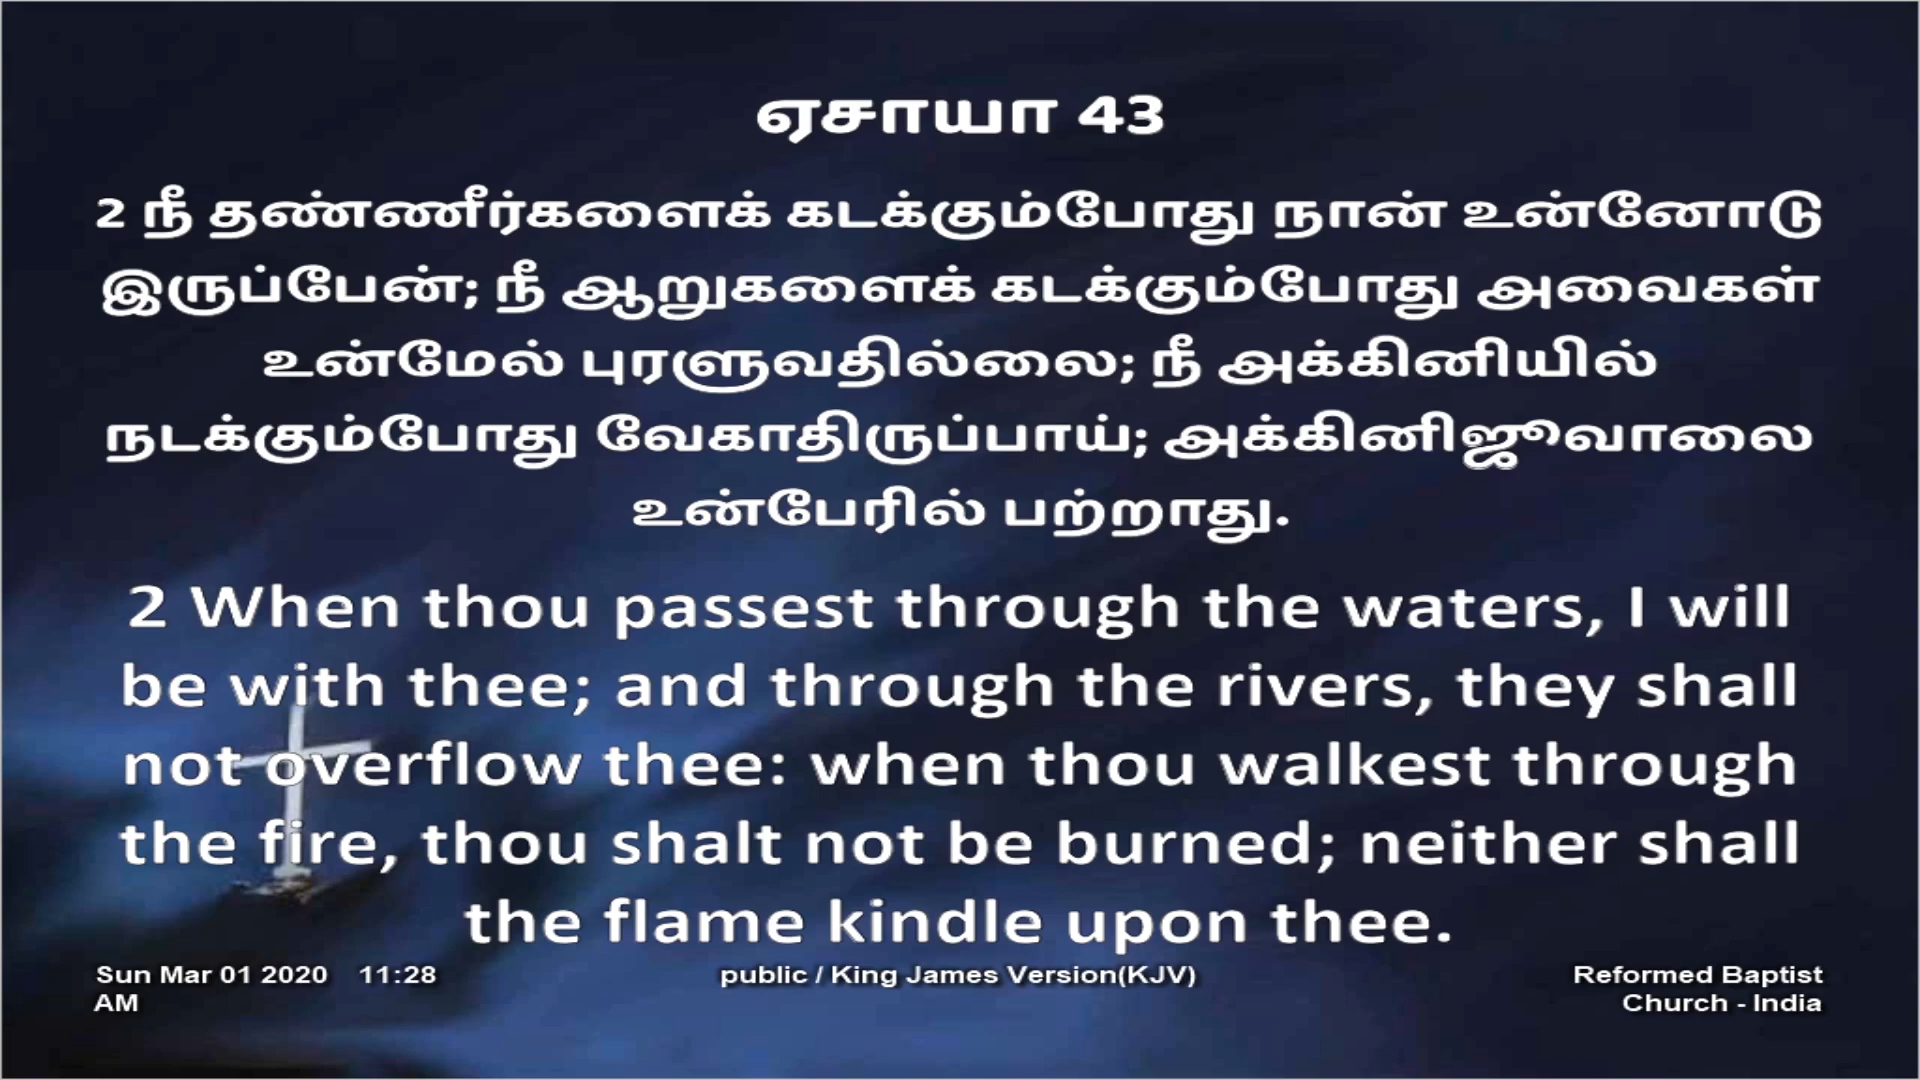 ஏசாயா 43
2 நீ தண்ணீர்களைக் கடக்கும்போது நான் உன்னோடு
இருப்பேன்; நீ ஆறுகளைக் கடக்கும்போது அவைகள்
உன்மேல் புரளுவதில்லை; நீ அக்கினியில்
நடக்கும்போது வேகாதிருப்பாய்; அக்கினிஜூவாலை
உன்பேரில் பற்றாது.
2 When thou passest through the waters, I will
be with thee; and through the rivers, they shall
not overflow thee: when thou walkest through
the fire, thou shalt not be burned; neither shall
the flame kindle upon thee.
Sun Mar 01 2020 11:28
AM
public / King James Version(KJV)
Reformed Baptist
Church - India